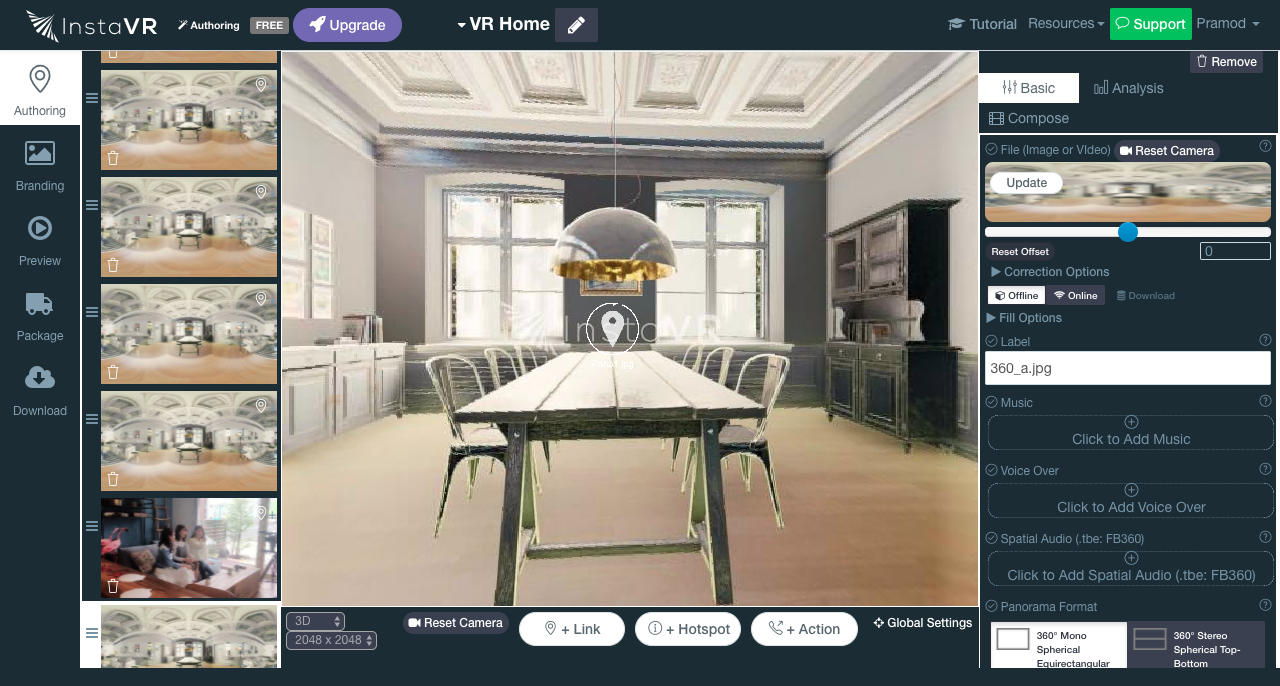 InstaVR
Authoring
FREE
Upgrade
VR Home
Tutorial
Resources
Support
Pramod
Authoring
Branding
Preview
Package
Download
InstaVR
3D
2048 x 2048
Reset Camera
+ Link
+ Hotspot
+ Action
Global Settings
Remove
Basic
Analysis
Compose
File (Image or VIdeo)
Reset Camera
Update
Reset Offset
0
Correction Options
Offline
Online
Download
Fill Options
Label
360_a.jpg
Music
Click to Add Music
Voice Over
Click to Add Voice Over
Spatial Audio (.tbe: FB360)
Click to Add Spatial Audio (.tbe: FB360)
Panorama Format
360° Mono
Spherical
Equirectangular
360° Stereo
Spherical Top-
Bottom